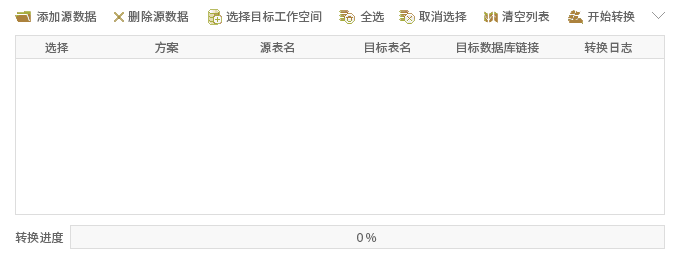 添加源数据 删除源数据 选择目标工作空间 全选 取消选择 清空列表 开始转换
选择 方案 源表名 目标表名 目标数据库链接 转换日志
转换进度 0%